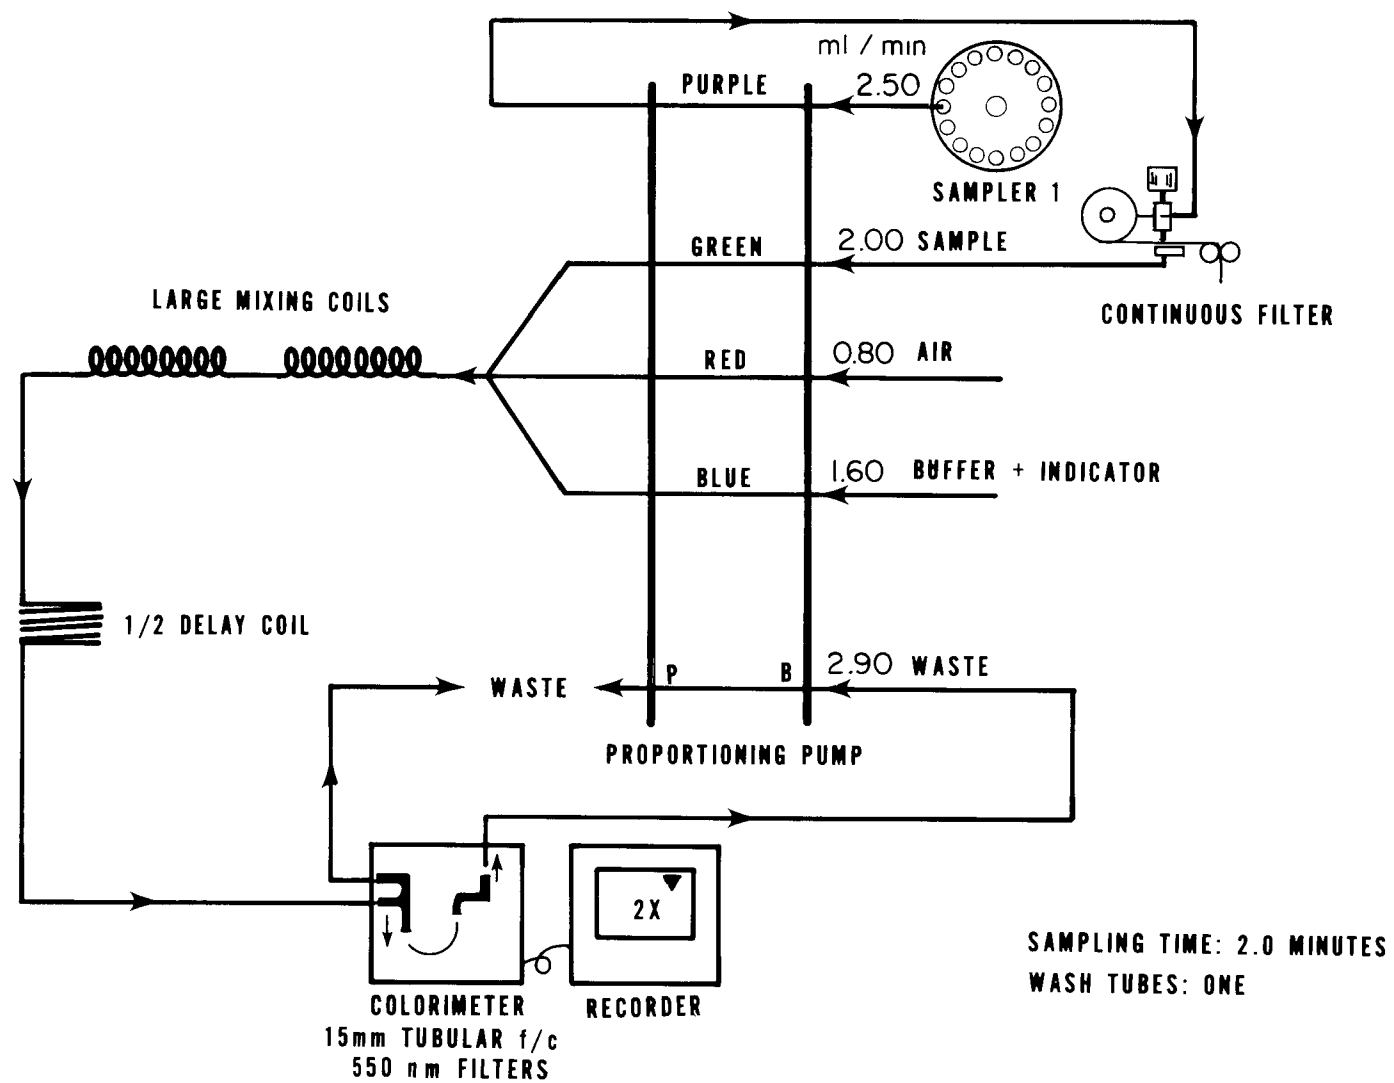 ml / min
PURPLE
2.50
SAMPLER 1
GREEN
2.00 SAMPLE
CONTINUOUS FILTER
LARGE MIXING COILS
RED
0.80 AIR
BLUE
1.60 BUFFER + INDICATOR
1/2 DELAY COIL
WASTE
P
B
2.90 WASTE
PROPORTIONING PUMP
2X
COLORIMETER
15mm TUBULAR f/c
550 nm FILTERS
RECORDER
SAMPLING TIME: 2.0 MINUTES
WASH TUBES: ONE